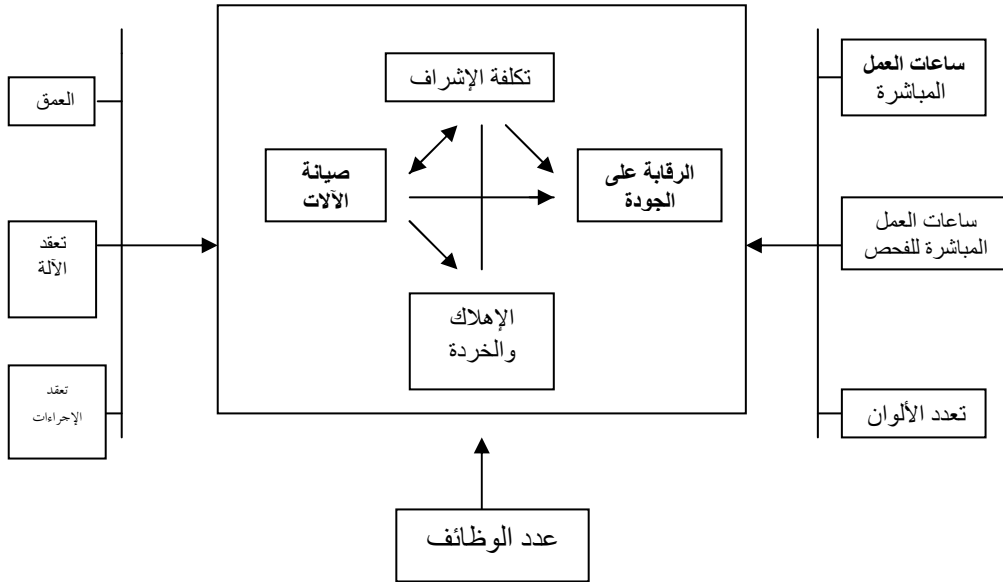 تكلفة الإشراف
ساعات العمل
المباشرة
العمق
صيانة
الآلات
الرقابة على
الجودة
ساعات العمل
المباشرة للفحص
تعقد
الآلة
الإهلاك
والخردة
تعقد
الإجراءات
تعدد الألوان
عدد الوظائف